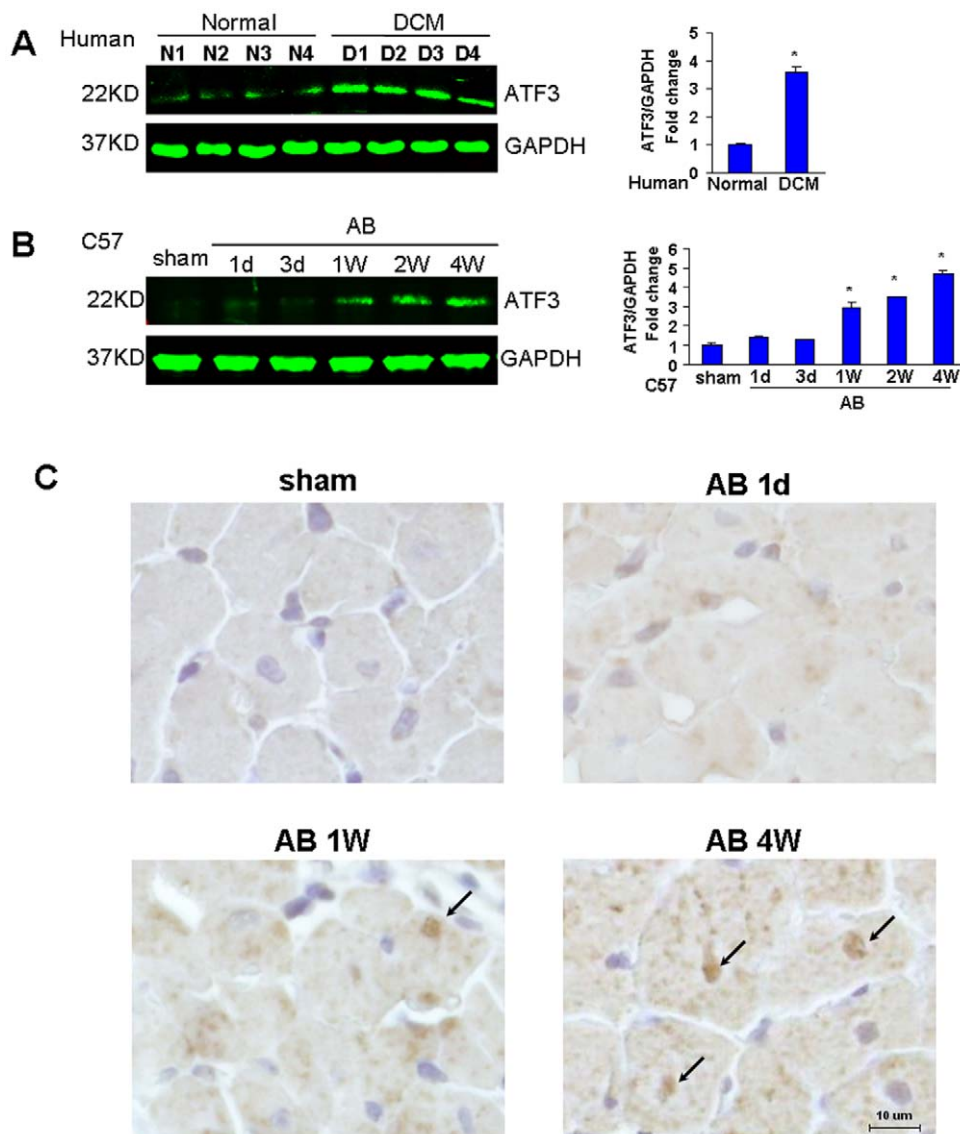 A
Human
Normal
DCM
N1 N2 N3 N4 D1 D2 D3 D4
22KD
ATF3
37KD
GAPDH
ATF3/GAPDH
Fold change
5
4
3
2
1
0
*
Human
Normal DCM
B
C57
AB
sham 1d 3d 1W 2W 4W
22KD
ATF3
37KD
GAPDH
ATF3/GAPDH
Fold change
6
5
4
3
2
1
0
* * *
C57
sham 1d 3d 1W 2W 4W
AB
C
sham
AB 1d
AB 1W
AB 4W
10 um